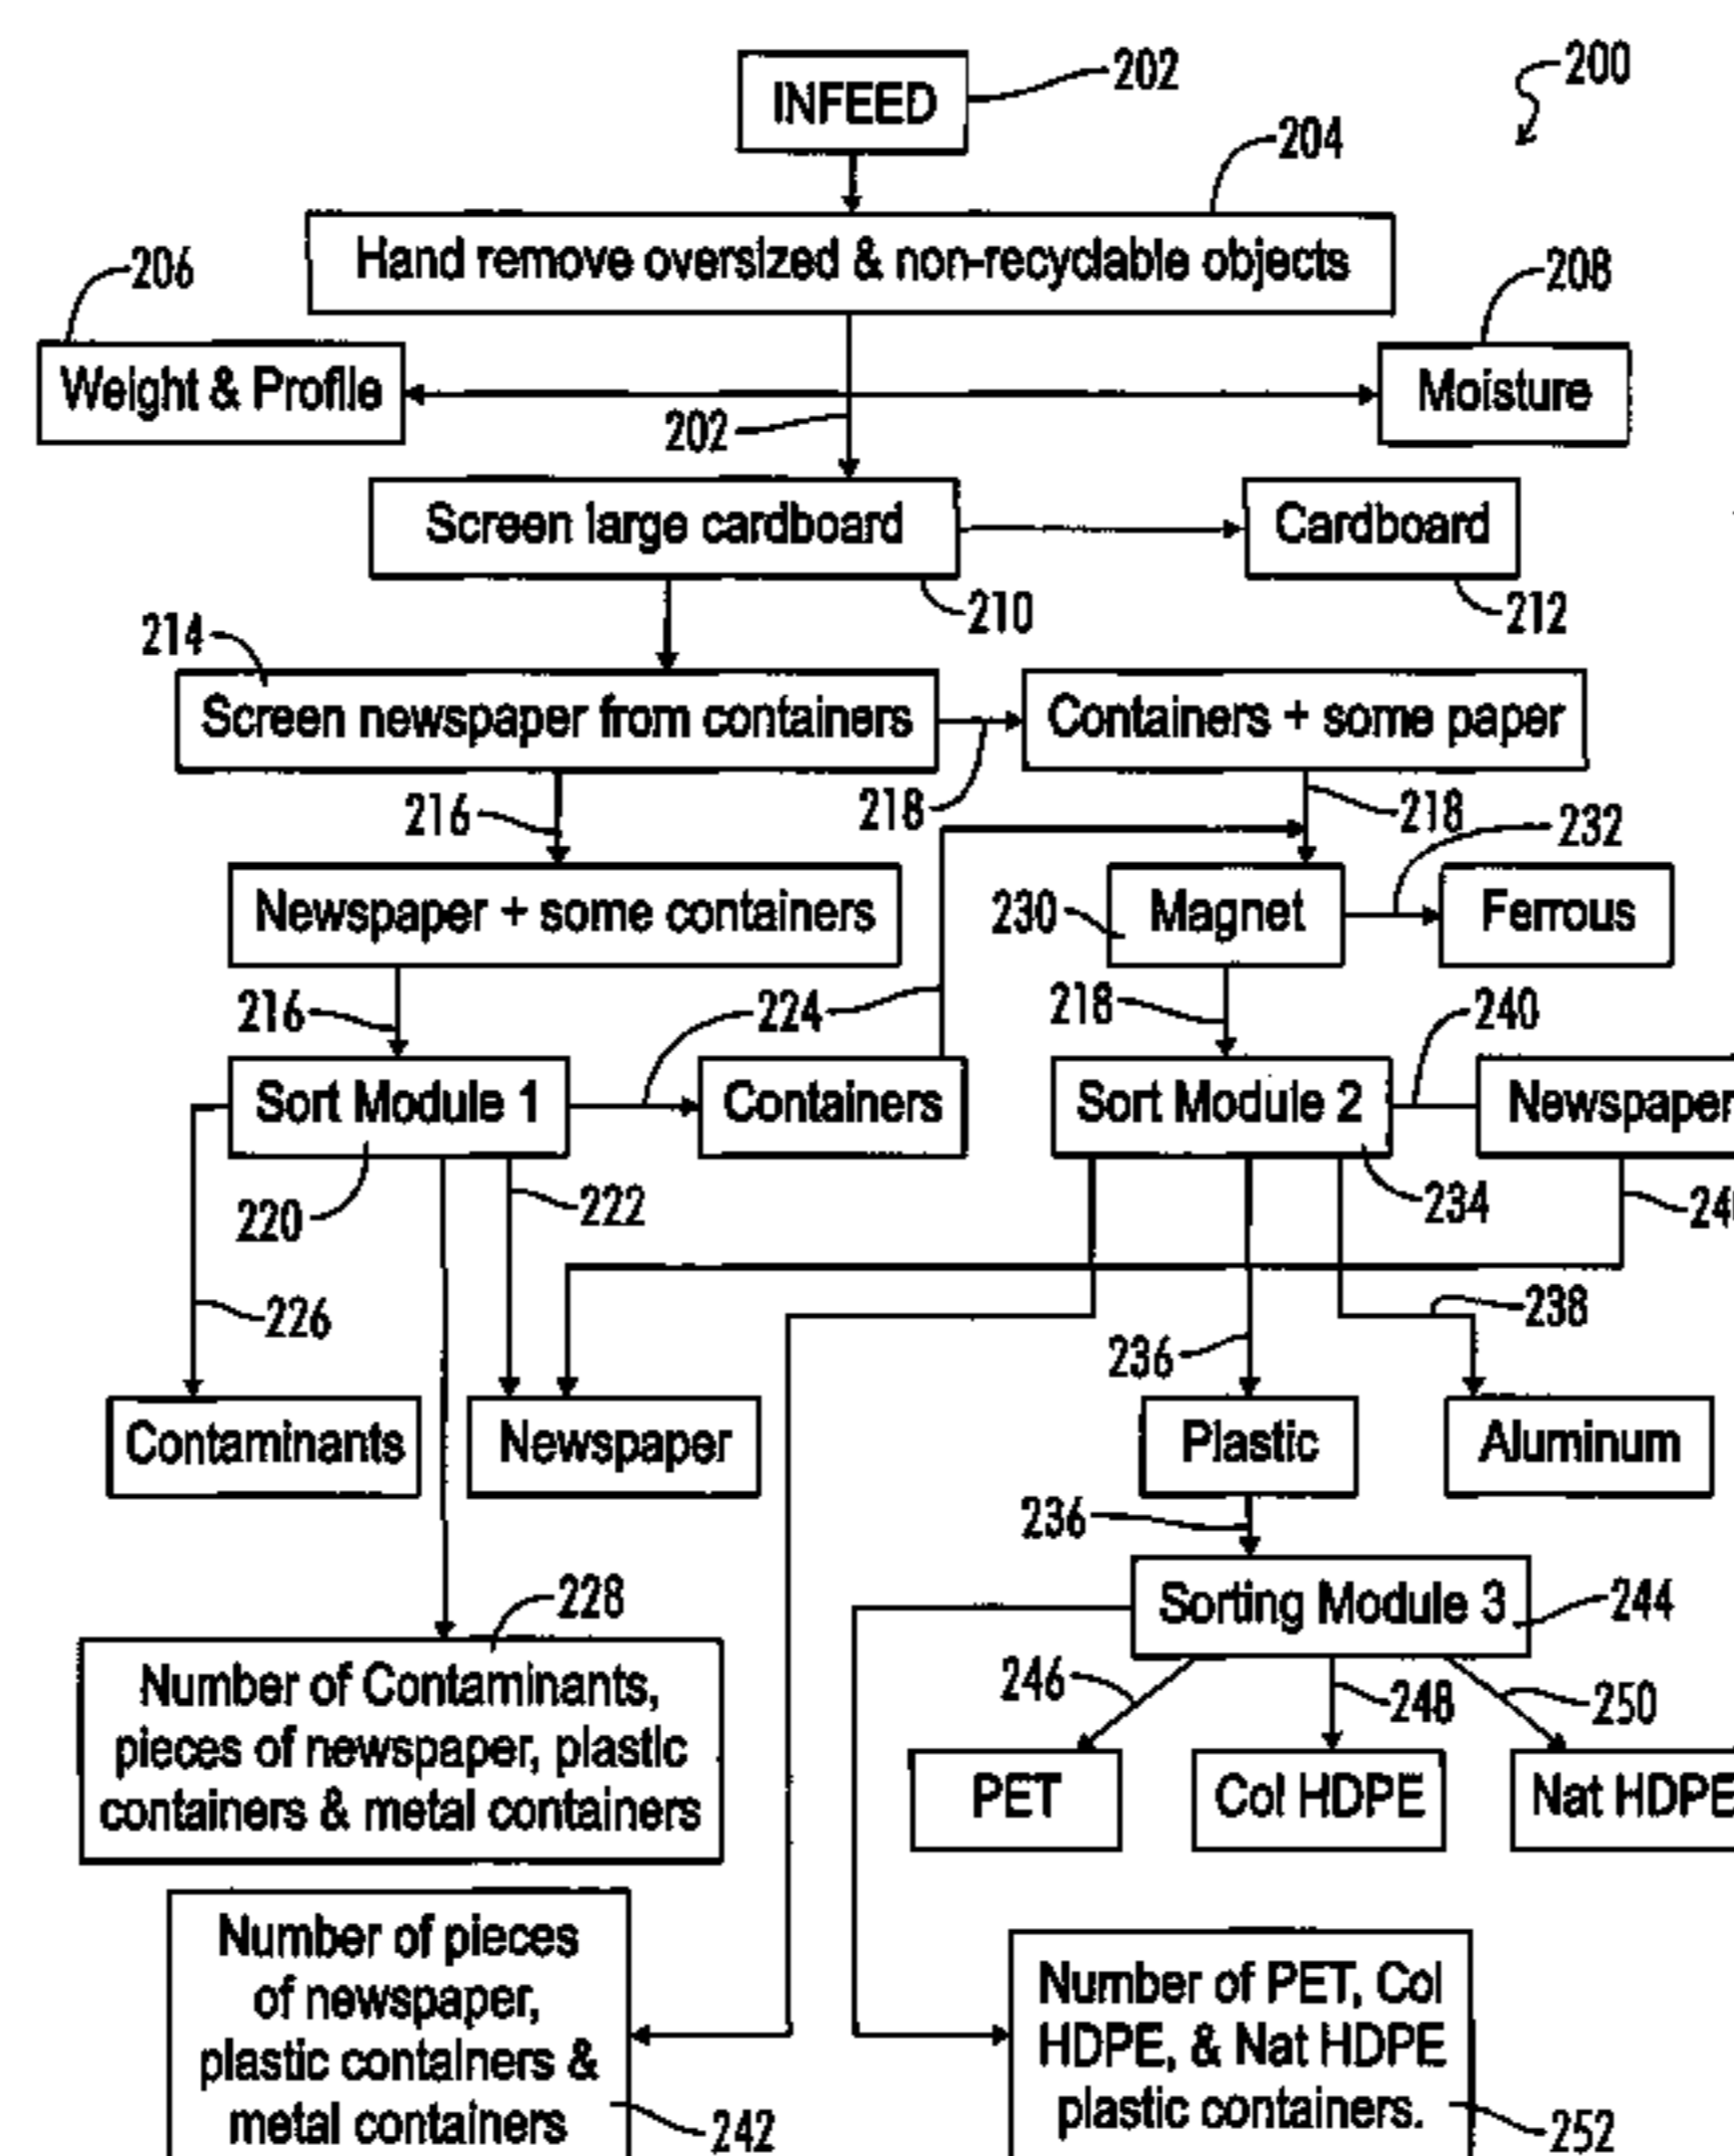 INFEED
202
200
204
Hand remove oversized & non-recyclable objects
206
208
Weight & Profile
Moisture
202
Screen large cardboard
Cardboard
210
212
214
Screen newspaper from containers
Containers + some paper
216
218
218
232
Newspaper + some containers
230
Magnet
Ferrous
216
224
218
240
Sort Module 1
Containers
Sort Module 2
Newspaper
220
222
234
226
238
236
Contaminants
Newspaper
Plastic
Aluminum
236
228
Sorting Module 3
244
Number of Contaminants,
pieces of newspaper, plastic
containers & metal containers
246
248
250
PET
Col HDPE
Nat HDPE
Number of pieces
of newspaper,
plastic containers &
metal containers
242
Number of PET, Col
HDPE, & Nat HDPE
plastic containers.
252